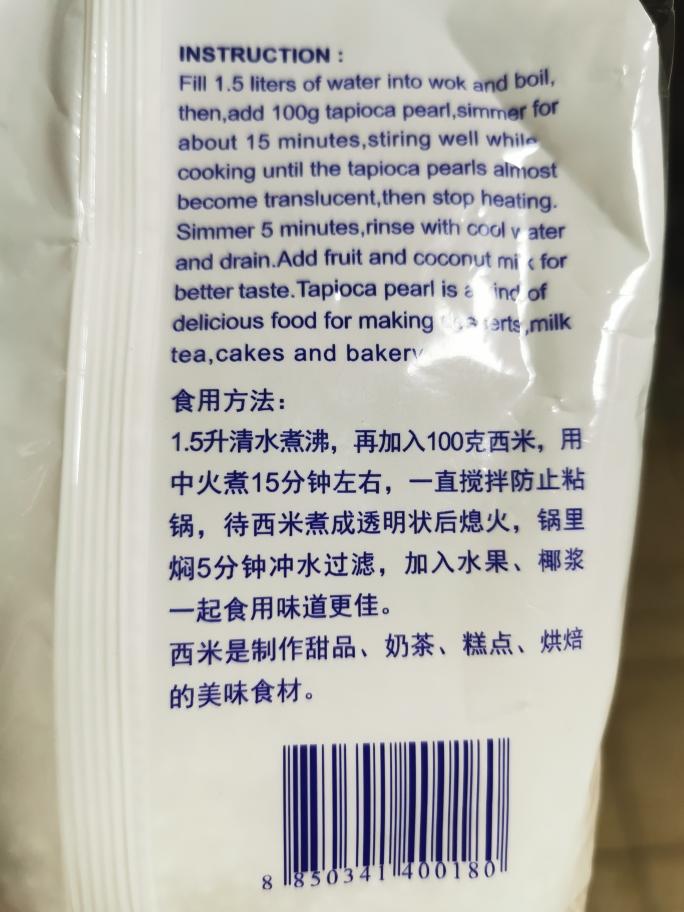 INSTRUCTION :
Fill 1.5 liters of water into wok and boil,
then,add 100g tapioca pearl,simmer for
about 15 minutes,stiring well while
cooking until the tapioca pearls almost
become translucent,then stop heating.
Simmer 5 minutes,rinse with cool water
and drain.Add fruit and coconut milk for
better taste.Tapioca pearl is a kind of
delicious food for making desserts,milk
tea,cakes and bakery
食用方法：
1.5升清水煮沸，再加入100克西米，用
中火煮15分钟左右，一直搅拌防止粘
锅，待西米煮成透明状后熄火，锅里
焖5分钟冲水过滤，加入水果、椰浆
一起食用味道更佳。
西米是制作甜品、奶茶、糕点、烘焙
的美味食材。
8 850341 400180